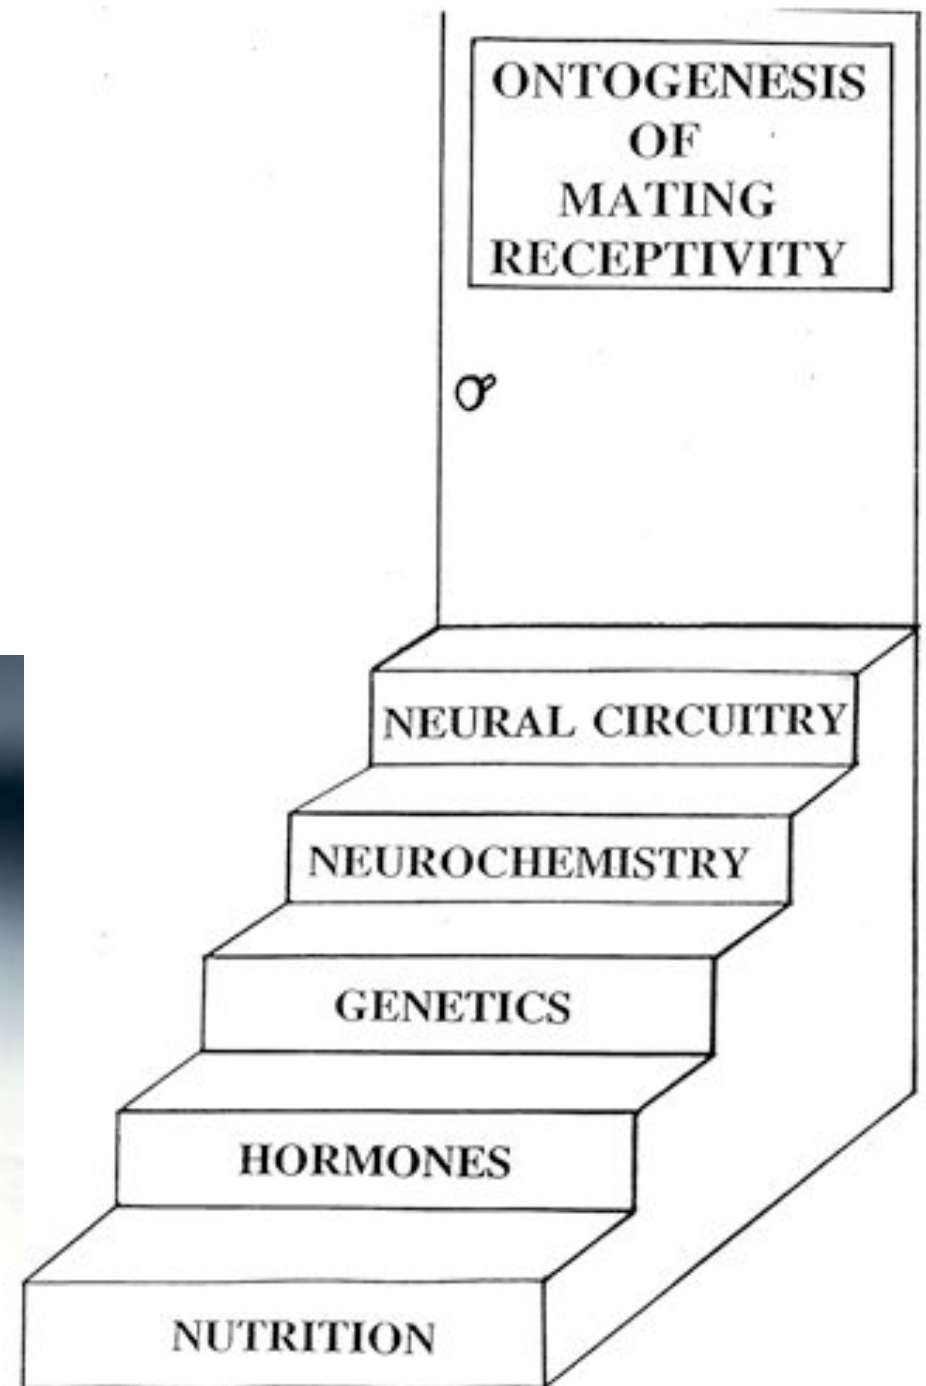 ONTOGENESIS
OF
MATING
RECEPTIVITY
NEURAL CIRCUITRY
NEUROCHEMISTRY
GENETICS
HORMONES
NUTRITION